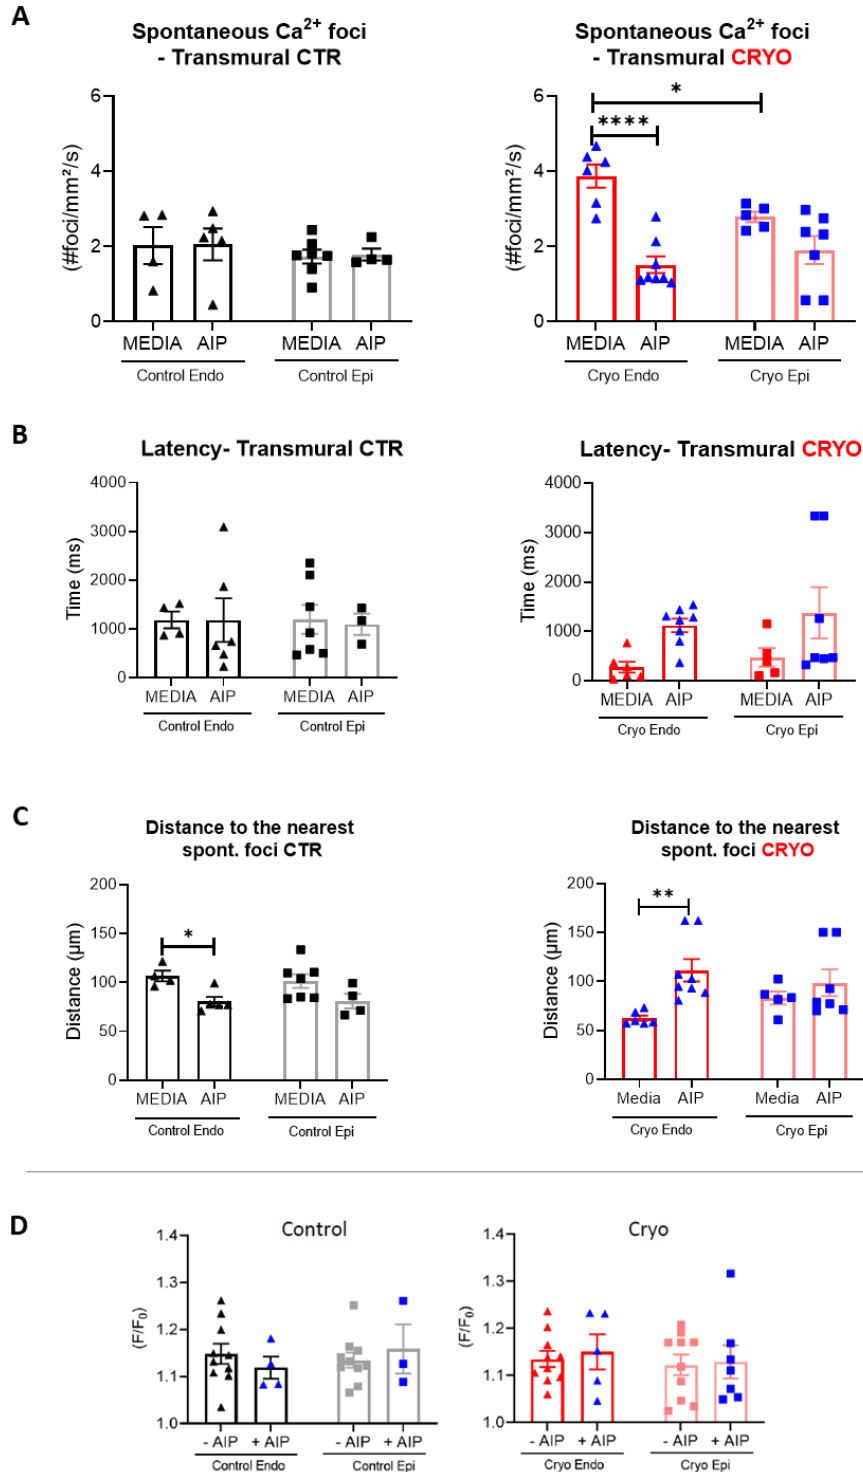 A
Spontaneous Ca²⁺ foci
- Transmural CTR
(#foci/mm²/s)
6
4
2
0
MEDIA AIP MEDIA AIP
Control Endo Control Epi
Spontaneous Ca²⁺ foci
- Transmural CRYO
(#foci/mm²/s)
6
4
2
0
*
****
MEDIA AIP MEDIA AIP
Cryo Endo Cryo Epi
B
Latency- Transmural CTR
Time (ms)
4000
3000
2000
1000
0
MEDIA AIP MEDIA AIP
Control Endo Control Epi
Latency- Transmural CRYO
Time (ms)
4000
3000
2000
1000
0
MEDIA AIP MEDIA AIP
Cryo Endo Cryo Epi
C
Distance to the nearest
spont. foci CTR
Distance (µm)
200
150
100
50
0
*
MEDIA AIP MEDIA AIP
Control Endo Control Epi
Distance to the nearest
spont. foci CRYO
Distance (µm)
200
150
100
50
0
**
Media AIP Media AIP
Cryo Endo Cryo Epi
D
Control
(F/F₀)
1.4
1.3
1.2
1.1
1.0
- AIP + AIP - AIP + AIP
Control Endo Control Epi
Cryo
(F/F₀)
1.4
1.3
1.2
1.1
1.0
- AIP + AIP - AIP + AIP
Cryo Endo Cryo Epi